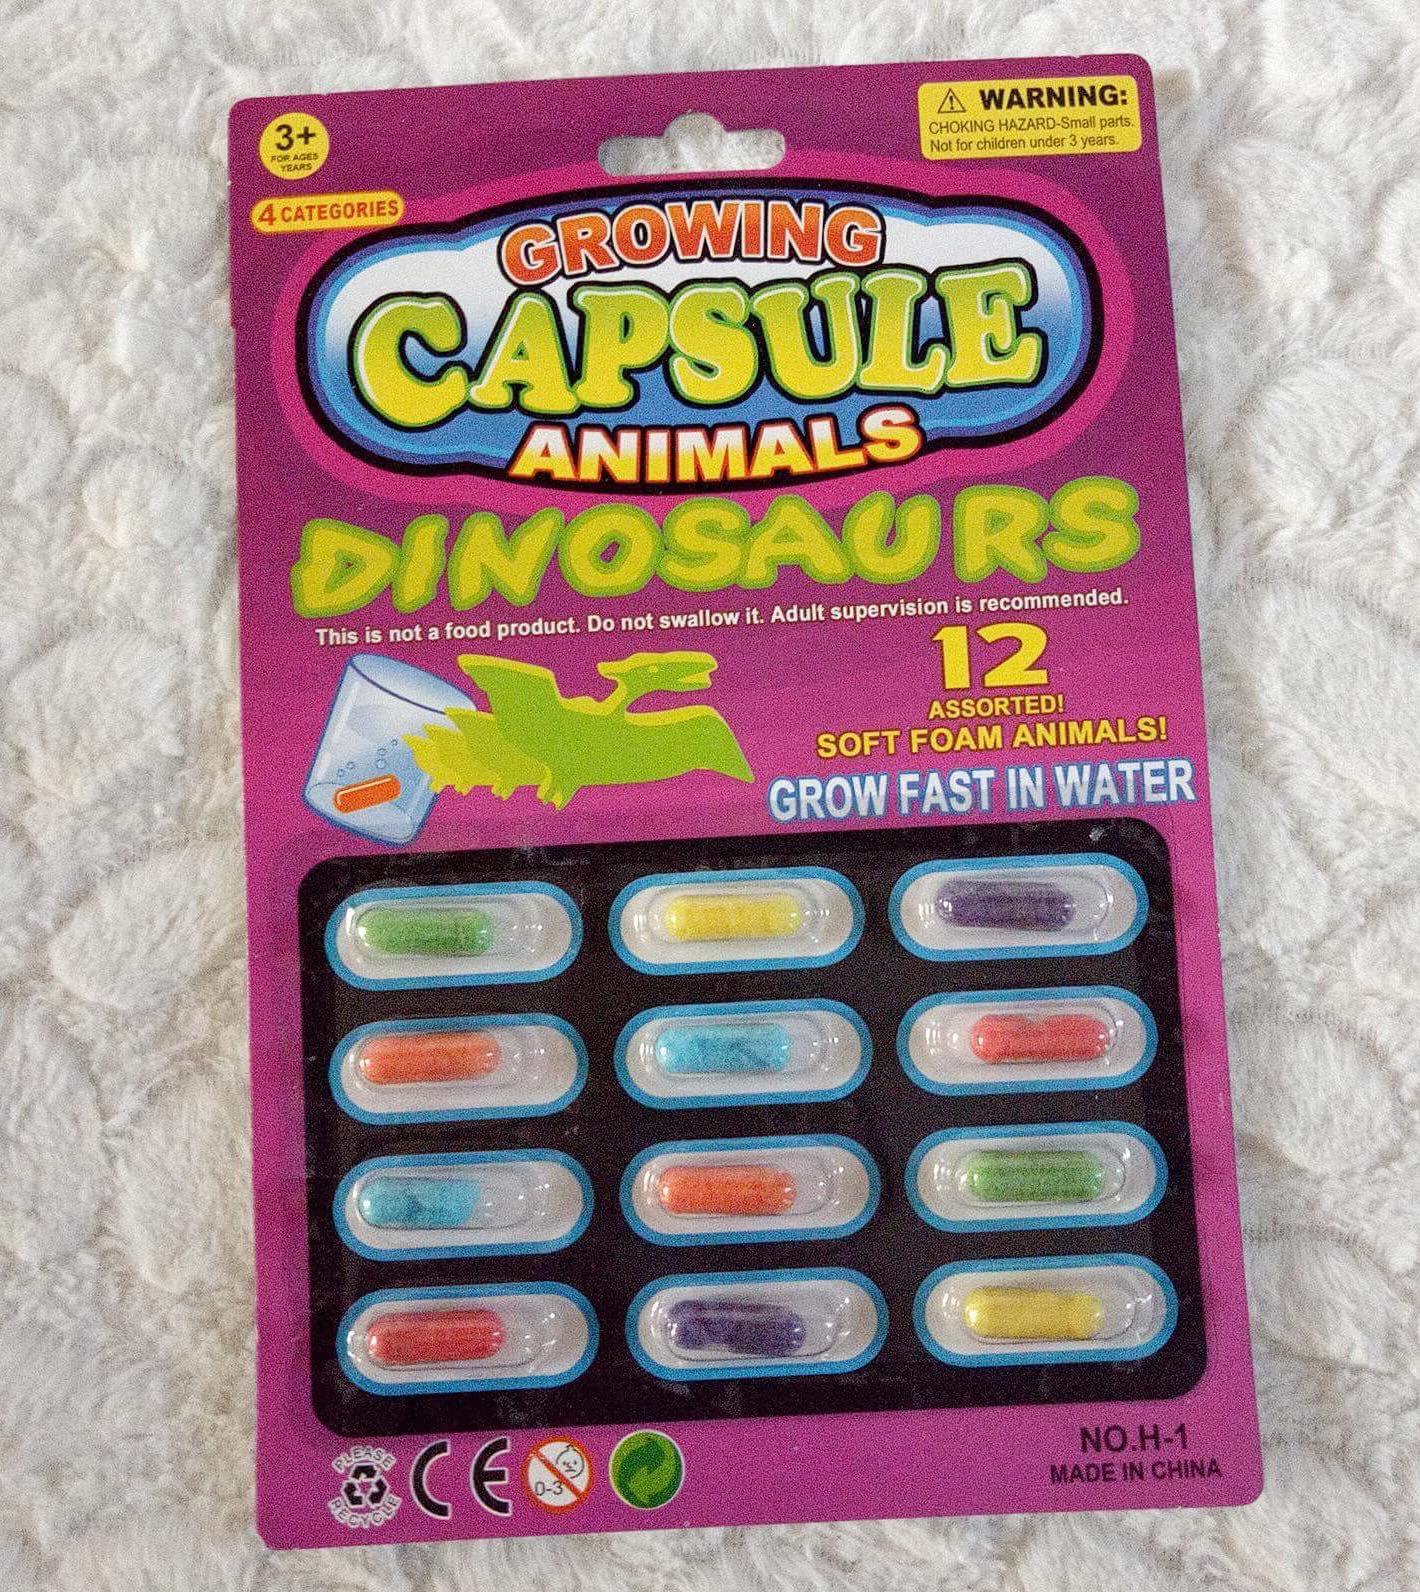 3+
FOR AGES
YEARS
WARNING:
CHOKING HAZARD-Small parts.
Not for children under 3 years.
4 CATEGORIES
GROWING
CAPSULE
ANIMALS
DINOSAURS
This is not a food product. Do not swallow it. Adult supervision is recommended.
12
ASSORTED!
SOFT FOAM ANIMALS!
GROW FAST IN WATER
PLEASE
RECYCLE
CE
0-3
NO.H-1
MADE IN CHINA